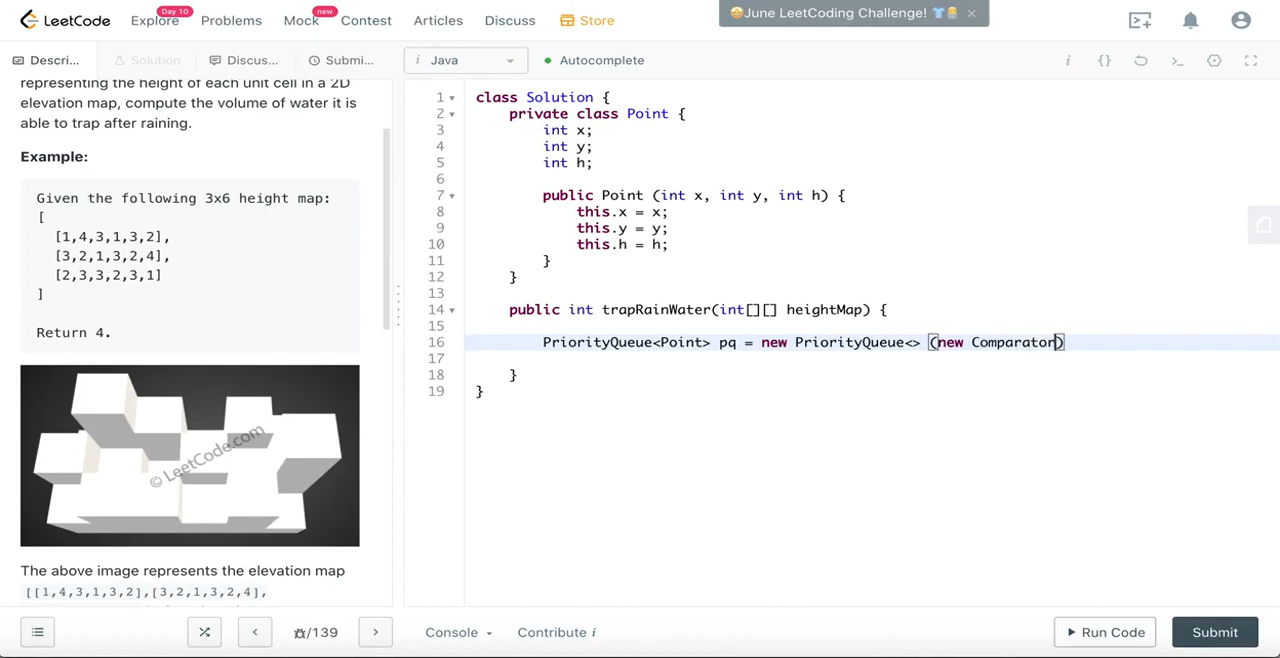 LeetCode
Explore
Day 10
Problems
Mock
new
Contest
Articles
Discuss
Store
🤩June LeetCoding Challenge! 👕 ×
Descri...
Solution
Discus...
Submi...
i Java
Autocomplete
representing the height of each unit cell in a 2D
elevation map, compute the volume of water it is
able to trap after raining.
Example:
Given the following 3x6 height map:
[
[1,4,3,1,3,2],
[3,2,1,3,2,4],
[2,3,3,2,3,1]
]
Return 4.
© LeetCode.com
The above image represents the elevation map
[[1,4,3,1,3,2],[3,2,1,3,2,4],
1 class Solution {
2 private class Point {
3 int x;
4 int y;
5 int h;
6
7 public Point (int x, int y, int h) {
8 this.x = x;
9 this.y = y;
10 this.h = h;
11 }
12 }
13
14 public int trapRainWater(int[][] heightMap) {
15
16 PriorityQueue<Point> pq = new PriorityQueue<> (new Comparator)
17
18 }
19 }
i {} >_
/139
Console
Contribute i
Run Code
Submit